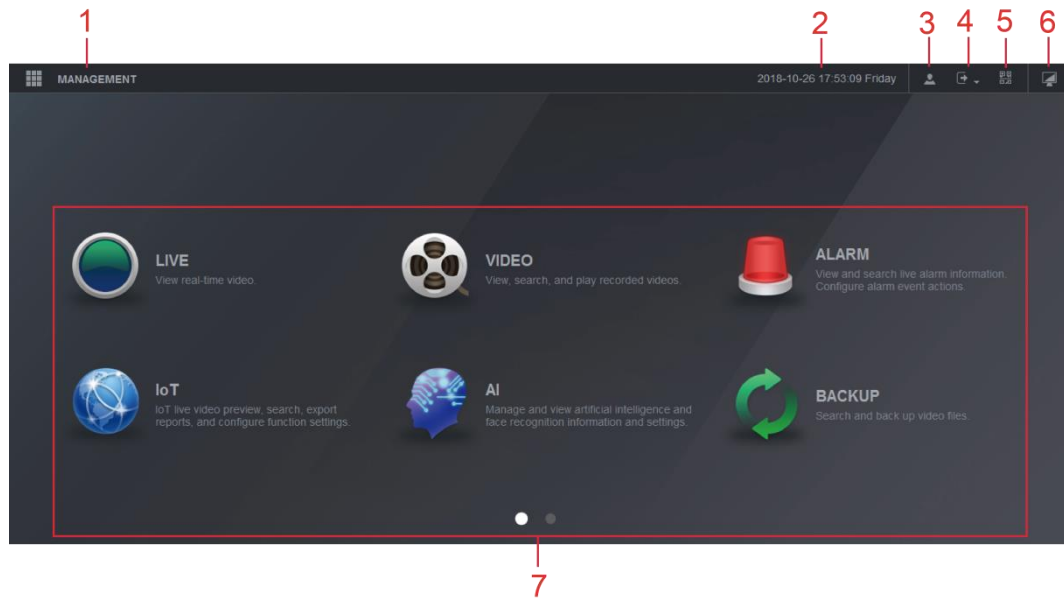 1
2
3
4
5
6
MANAGEMENT
2018-10-26 17:53:09 Friday
LIVE
View real-time video.
VIDEO
View, search, and play recorded videos.
ALARM
View and search live alarm information.
Configure alarm event actions.
IoT
IoT live video preview, search, export
reports, and configure function settings.
AI
Manage and view artificial intelligence and
face recognition information and settings.
BACKUP
Search and back up video files.
7